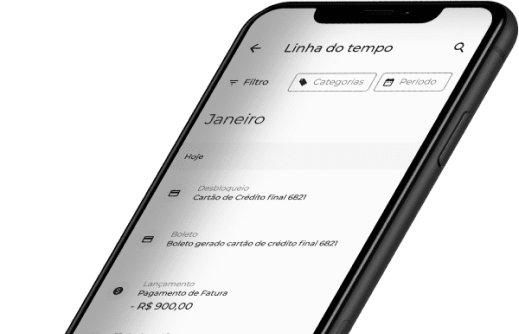 Linha do tempo
Filtro
Categorias
Período
Janeiro
Hoje
Desbloqueio
Cartão de Crédito final 6821
Boleto
Boleto gerado cartão de crédito final 6821
Lançamento
Pagamento de Fatura
- R$ 900,00